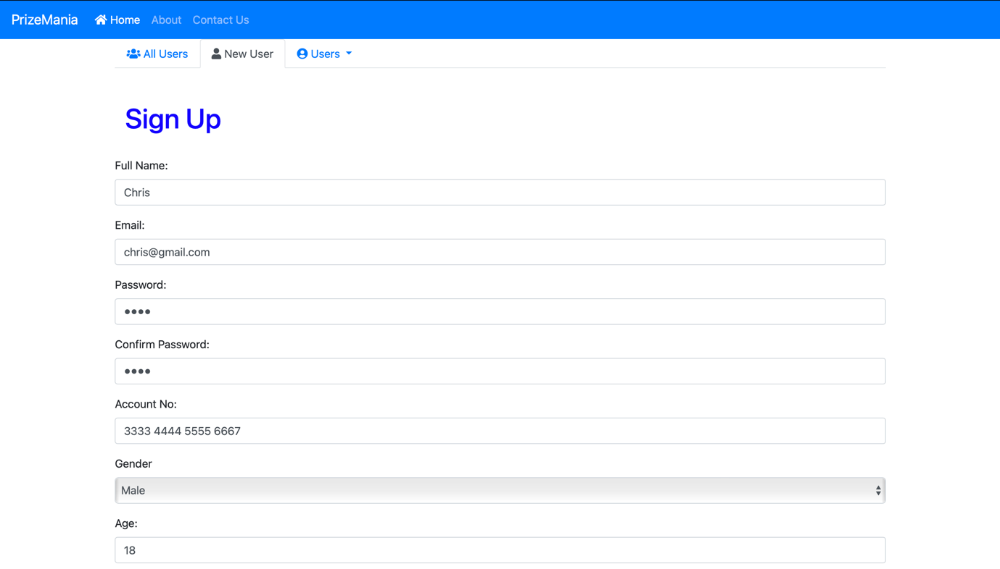 PrizeMania Home About Contact Us
All Users New User Users
Sign Up
Full Name:
Chris
Email:
chris@gmail.com
Password:
••••
Confirm Password:
••••
Account No:
3333 4444 5555 6667
Gender
Male
Age:
18